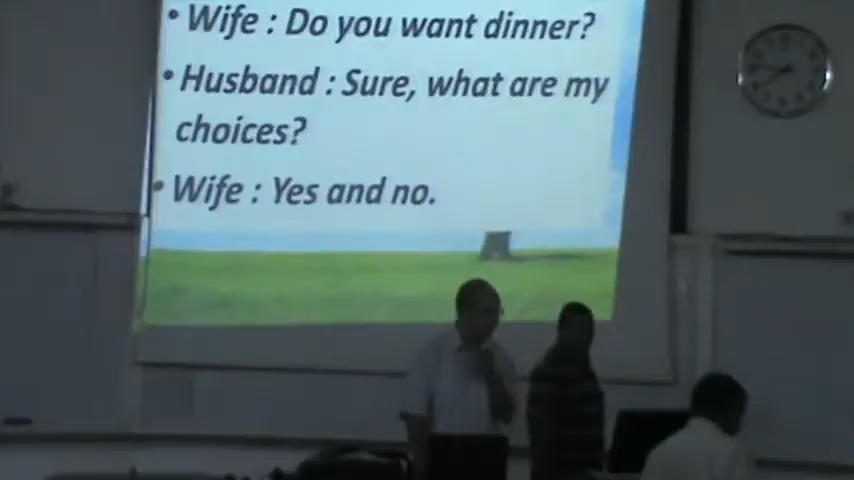 • Wife : Do you want dinner?
• Husband : Sure, what are my
choices?
• Wife : Yes and no.